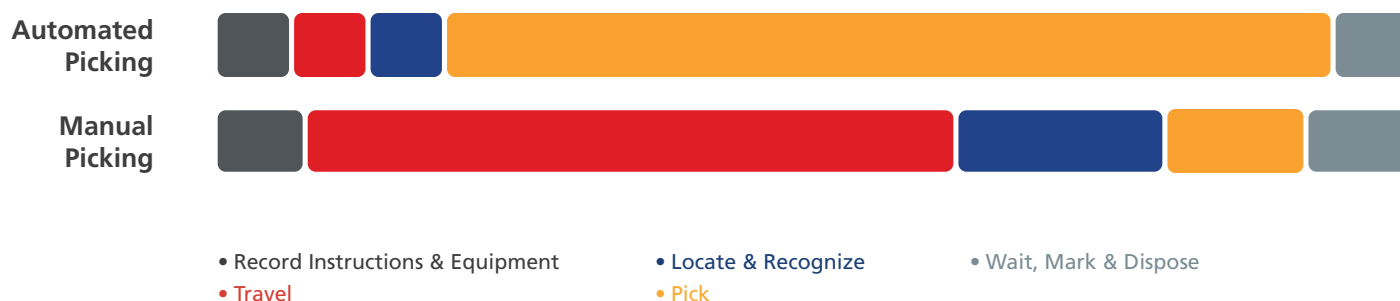 Automated
Picking
Manual
Picking
• Record Instructions & Equipment
• Travel
• Locate & Recognize
• Pick
• Wait, Mark & Dispose